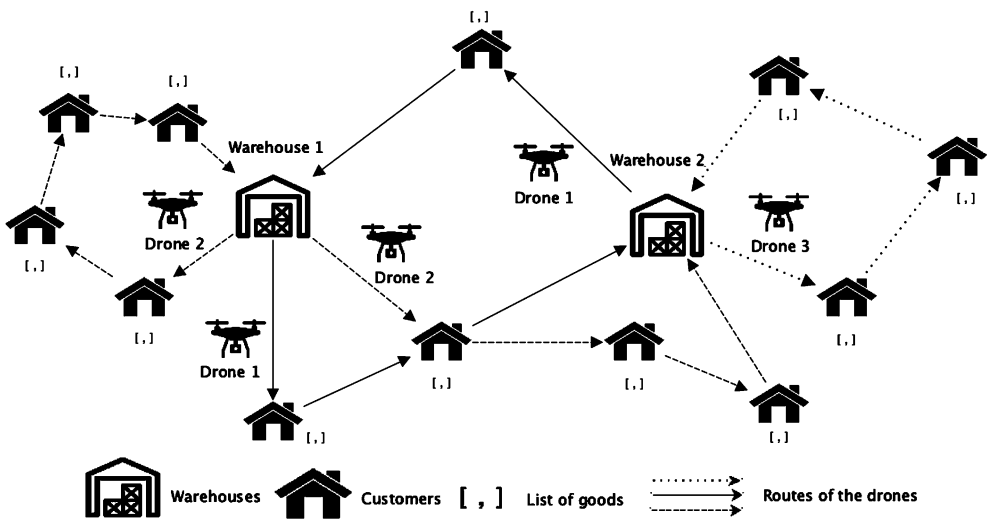 [,]
[,]
[,]
Warehouse 1
Warehouse 2
[,]
Drone 1
[,]
Drone 2
Drone 3
[,]
Drone 2
[,]
[,]
Drone 1
[,]
[,]
[,]
[,]
[,]
Warehouses
Customers
[,]
List of goods
Routes of the drones